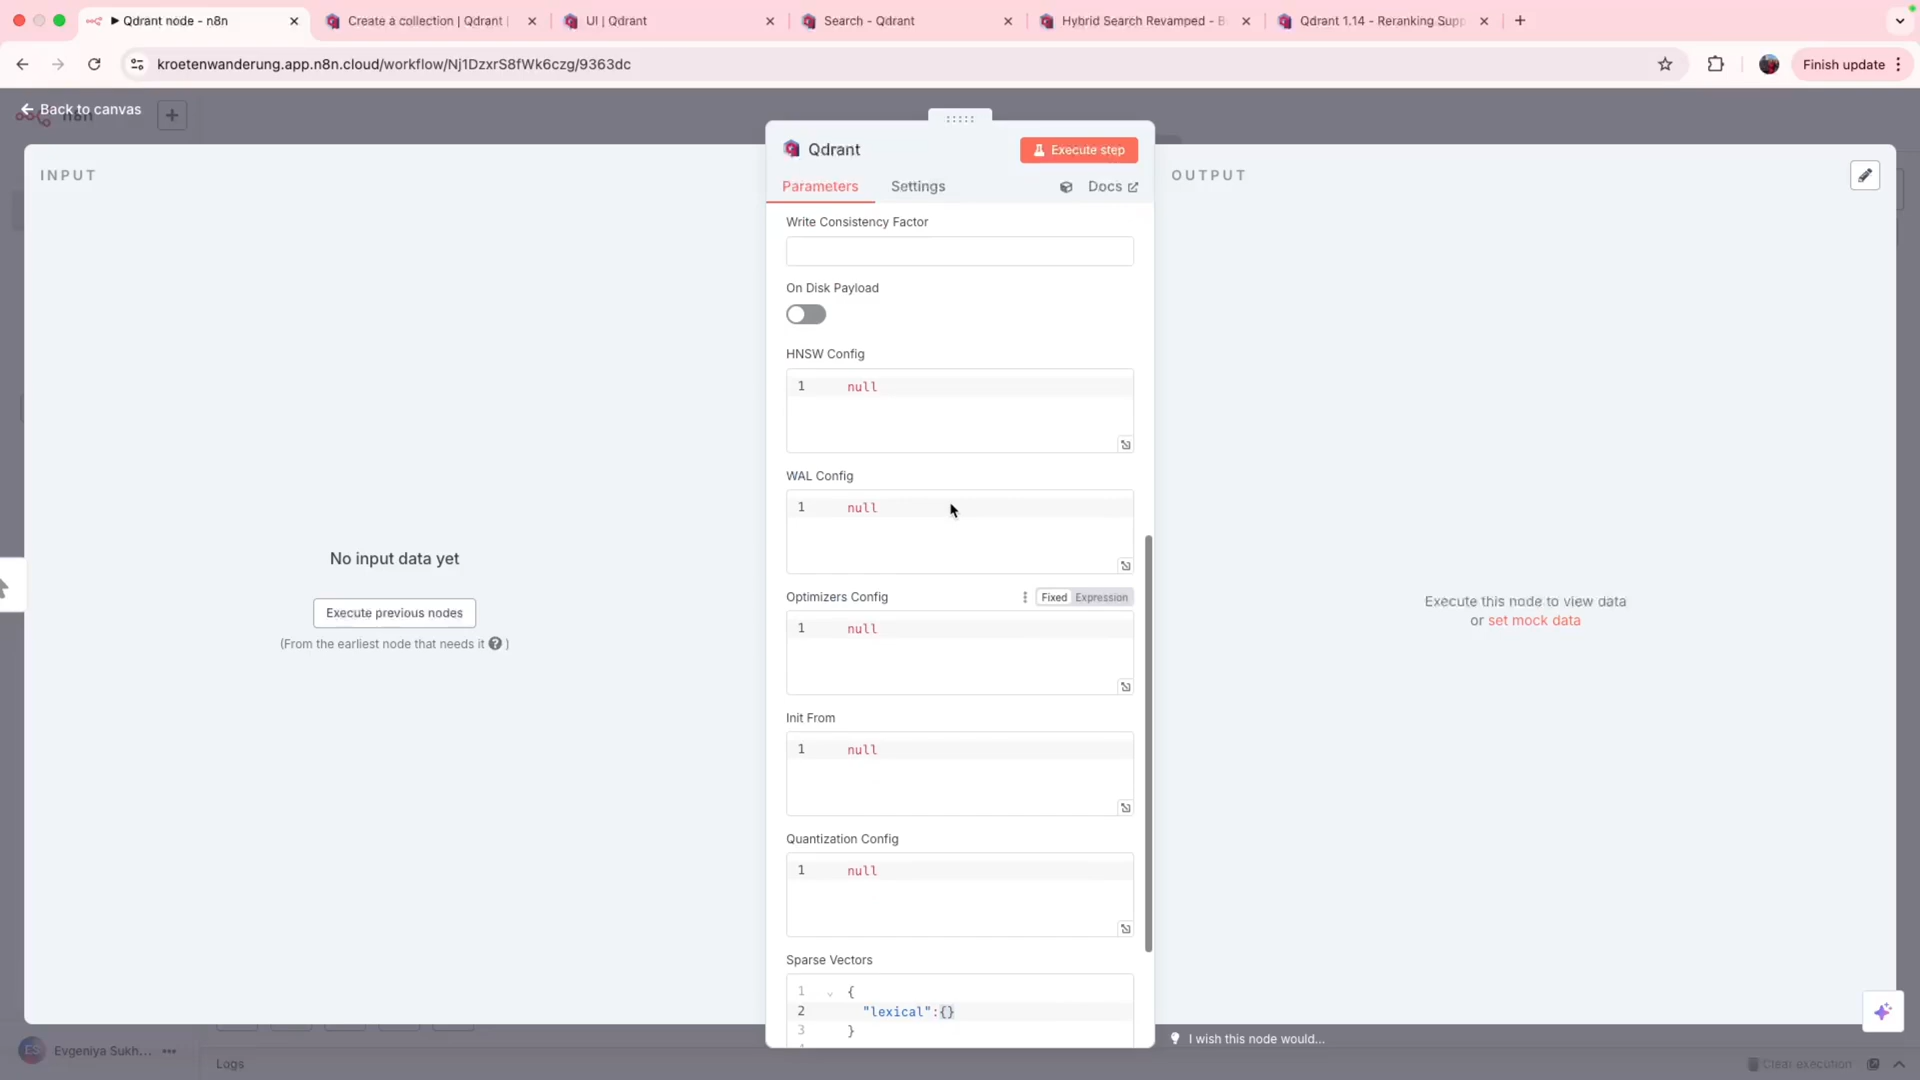 Qdrant node - n8n
Create a collection | Qdrant |
UI | Qdrant
Search - Qdrant
Hybrid Search Revamped - B
Qdrant 1.14 - Reranking Supp
kroetenwanderung.app.n8n.cloud/workflow/Nj1DzxrS8fWk6czg/9363dc
Finish update
Back to canvas
n8n
INPUT
No input data yet
Execute previous nodes
(From the earliest node that needs it ? )
Qdrant
Execute step
Parameters
Settings
Docs
Write Consistency Factor
On Disk Payload
HNSW Config
1 null
WAL Config
1 null
Optimizers Config
Fixed Expression
1 null
Init From
1 null
Quantization Config
1 null
Sparse Vectors
1 {
2 "lexical":{}
3 }
OUTPUT
Execute this node to view data
or set mock data
I wish this node would...
ES
Evgeniya Sukh...
Logs
Clear execution